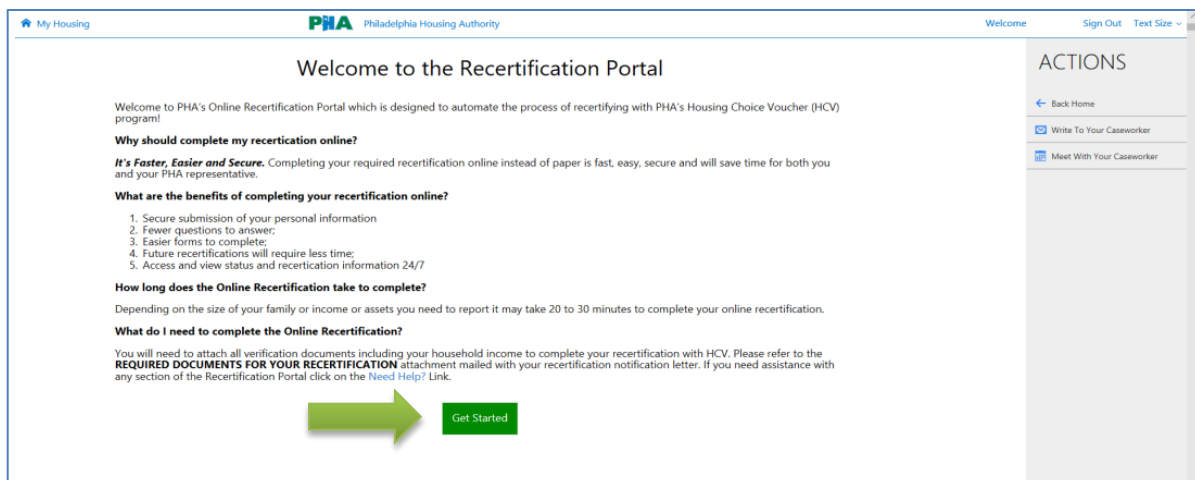 My Housing
PHA Philadelphia Housing Authority
Welcome
Sign Out
Text Size
Welcome to the Recertification Portal
Welcome to PHA's Online Recertification Portal which is designed to automate the process of recertifying with PHA's Housing Choice Voucher (HCV)
program!
Why should complete my recertication online?
It's Faster, Easier and Secure. Completing your required recertification online instead of paper is fast, easy, secure and will save time for both you
and your PHA representative.
What are the benefits of completing your recertification online?
1. Secure submission of your personal information
2. Fewer questions to answer;
3. Easier forms to complete;
4. Future recertifications will require less time;
5. Access and view status and recertication information 24/7
How long does the Online Recertification take to complete?
Depending on the size of your family or income or assets you need to report it may take 20 to 30 minutes to complete your online recertification.
What do I need to complete the Online Recertification?
You will need to attach all verification documents including your household income to complete your recertification with HCV. Please refer to the
REQUIRED DOCUMENTS FOR YOUR RECERTIFICATION attachment mailed with your recertification notification letter. If you need assistance with
any section of the Recertification Portal click on the Need Help? Link.
Get Started
ACTIONS
Back Home
Write To Your Caseworker
Meet With Your Caseworker